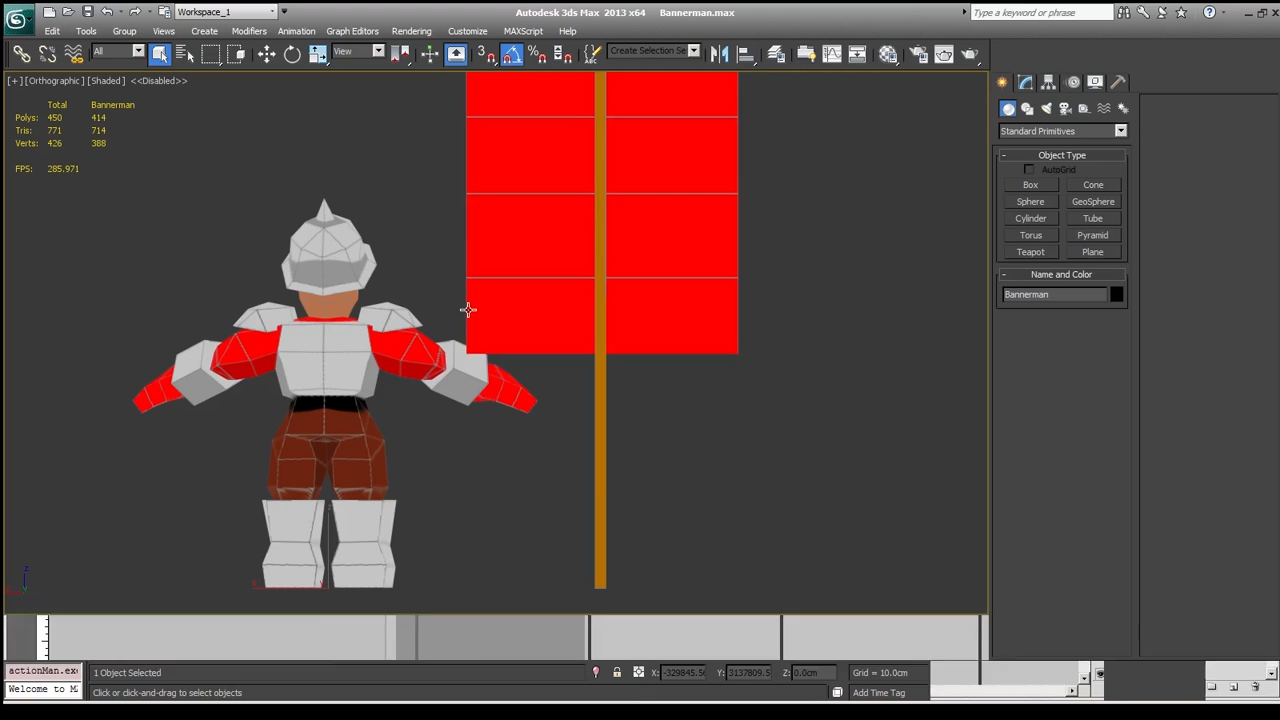 Workspace_1
Autodesk 3ds Max 2013 x64 Bannerman.max
Type a keyword or phrase
Edit Tools Group Views Create Modifiers Animation Graph Editors Rendering Customize MAXScript Help
All
View
3
Create Selection Se
[+][Orthographic][Shaded] <<Disabled>>
Total Bannerman
Polys: 450 414
Tris: 771 714
Verts: 426 388
FPS: 285.971
Standard Primitives
- Object Type
AutoGrid
Box Cone
Sphere GeoSphere
Cylinder Tube
Torus Pyramid
Teapot Plane
- Name and Color
Bannerman
actionMan.exe
Welcome to M
1 Object Selected
X: -329845.5
Y: 3137809.5
Z: 0.0cm
Grid = 10.0cm
Click or click-and-drag to select objects
Add Time Tag